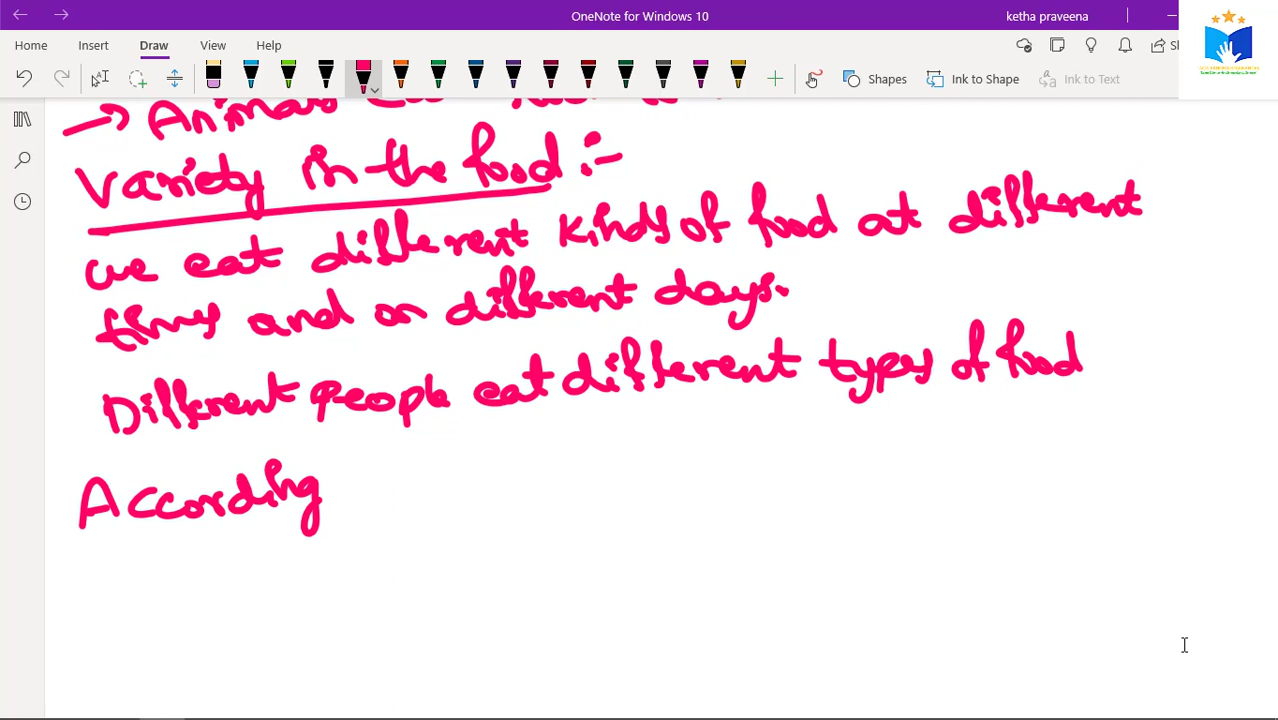 OneNote for Windows 10
ketha praveena
Home Insert Draw View Help
Shapes
Ink to Shape
Ink to Text
→ Animals
Variety in the food :-
we eat different kinds of food at different
times and on different days.
Different people eat different types of food
According